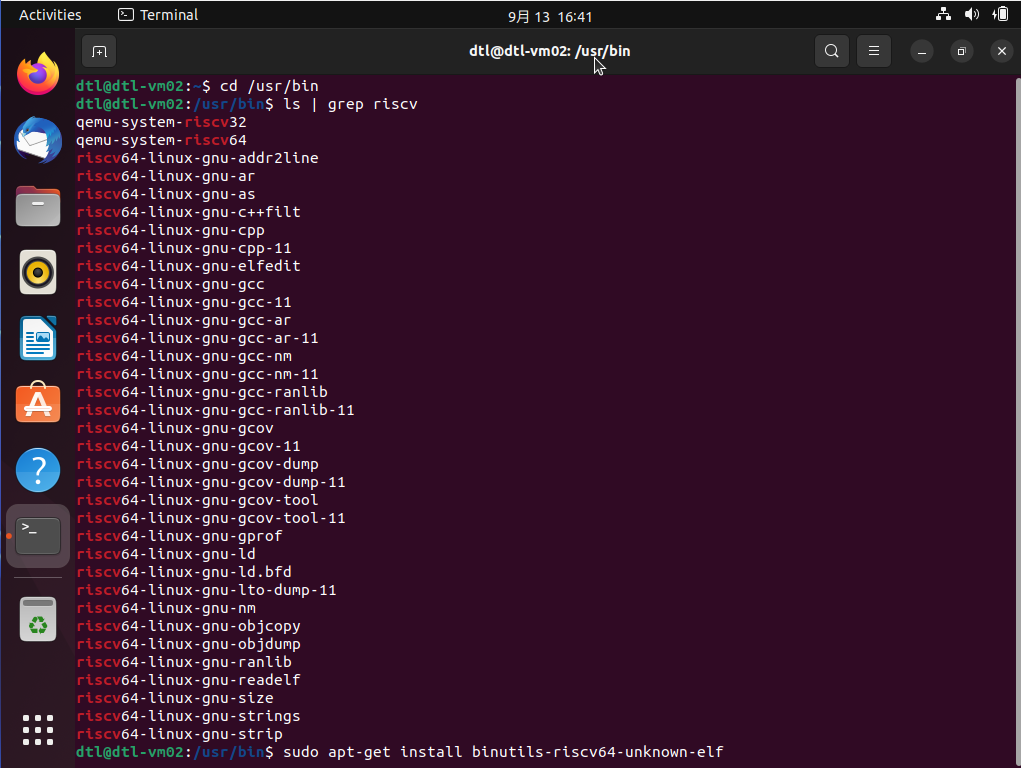 Activities
Terminal
9月 13 16:41
dtl@dtl-vm02: /usr/bin
dtl@dtl-vm02:~$ cd /usr/bin
dtl@dtl-vm02:/usr/bin$ ls | grep riscv
qemu-system-riscv32
qemu-system-riscv64
riscv64-linux-gnu-addr2line
riscv64-linux-gnu-ar
riscv64-linux-gnu-as
riscv64-linux-gnu-c++filt
riscv64-linux-gnu-cpp
riscv64-linux-gnu-cpp-11
riscv64-linux-gnu-elfedit
riscv64-linux-gnu-gcc
riscv64-linux-gnu-gcc-11
riscv64-linux-gnu-gcc-ar
riscv64-linux-gnu-gcc-ar-11
riscv64-linux-gnu-gcc-nm
riscv64-linux-gnu-gcc-nm-11
riscv64-linux-gnu-gcc-ranlib
riscv64-linux-gnu-gcc-ranlib-11
riscv64-linux-gnu-gcov
riscv64-linux-gnu-gcov-11
riscv64-linux-gnu-gcov-dump
riscv64-linux-gnu-gcov-dump-11
riscv64-linux-gnu-gcov-tool
riscv64-linux-gnu-gcov-tool-11
riscv64-linux-gnu-gprof
riscv64-linux-gnu-ld
riscv64-linux-gnu-ld.bfd
riscv64-linux-gnu-lto-dump-11
riscv64-linux-gnu-nm
riscv64-linux-gnu-objcopy
riscv64-linux-gnu-objdump
riscv64-linux-gnu-ranlib
riscv64-linux-gnu-readelf
riscv64-linux-gnu-size
riscv64-linux-gnu-strings
riscv64-linux-gnu-strip
dtl@dtl-vm02:/usr/bin$ sudo apt-get install binutils-riscv64-unknown-elf